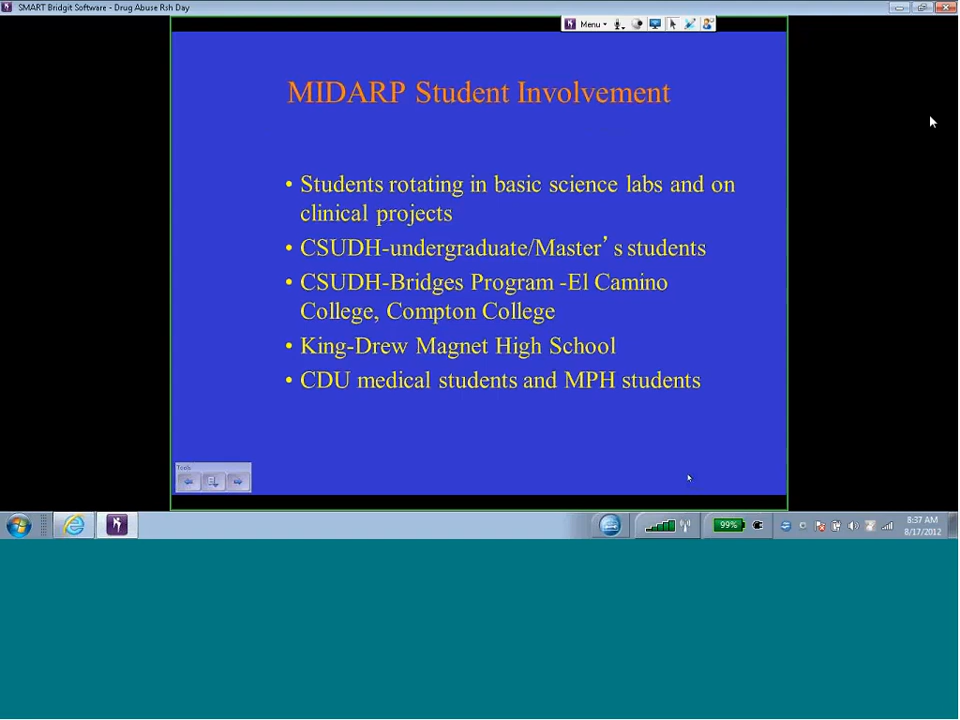 SMART Bridgit Software - Drug Abuse Rsh Day
Menu
MIDARP Student Involvement
• Students rotating in basic science labs and on
clinical projects
• CSUDH-undergraduate/Master’s students
• CSUDH-Bridges Program -El Camino
College, Compton College
• King-Drew Magnet High School
• CDU medical students and MPH students
Tools
99%
8:37 AM
8/17/2012